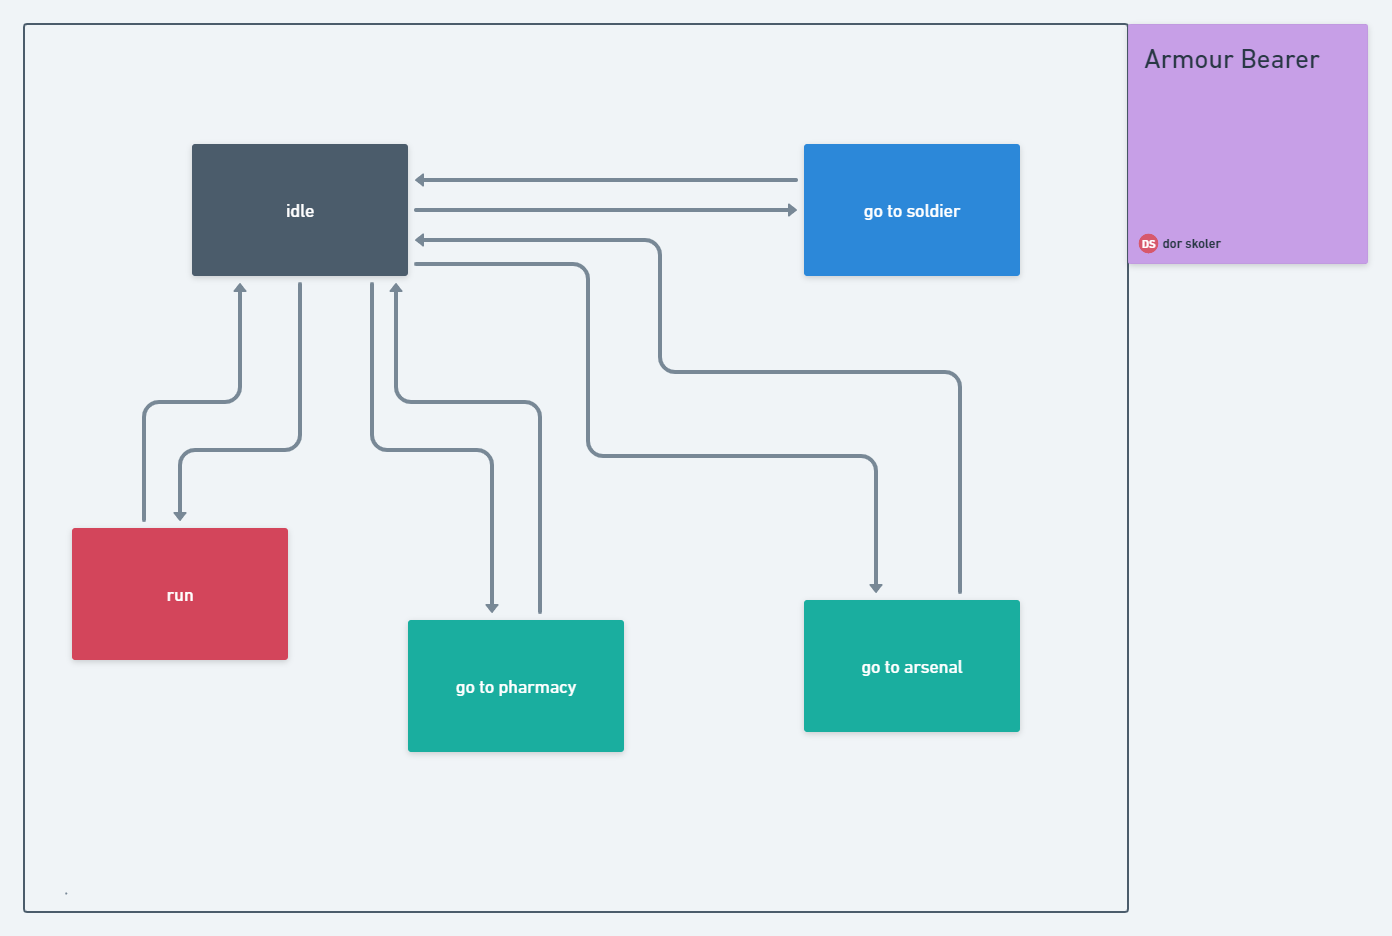 Armour Bearer
idle
go to soldier
DS dor skoler
run
go to arsenal
go to pharmacy
.